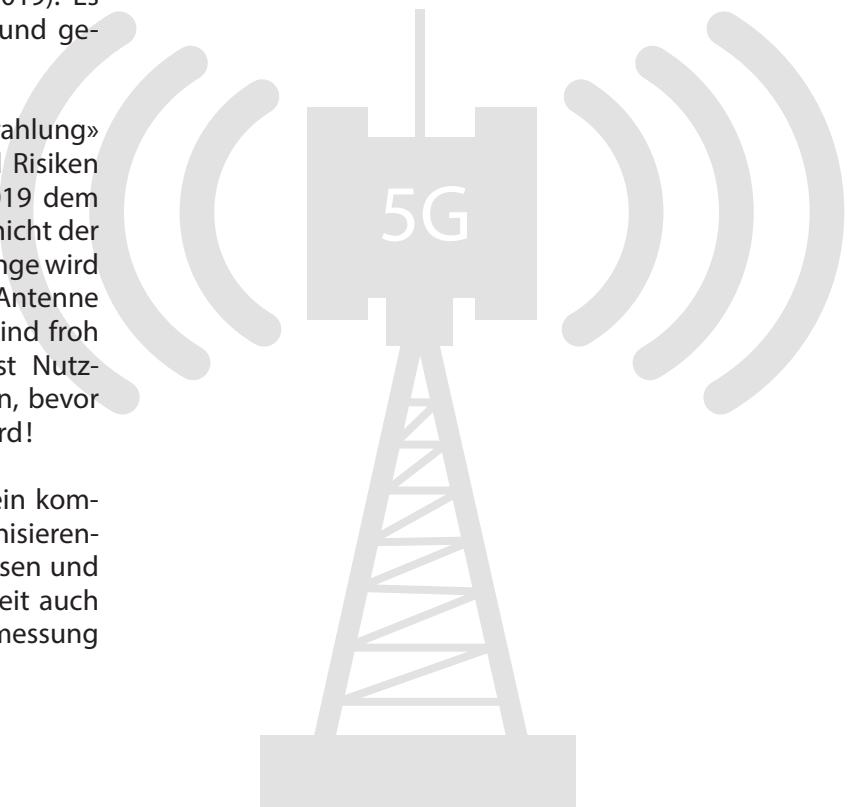 019). Es
und ge-
ahlung»
Risiken
19 dem
nicht der
nge wird
Antenne
ind froh
st Nutz-
n, bevor
rd!
ein kom-
nisieren-
sen und
eit auch
messung
5G